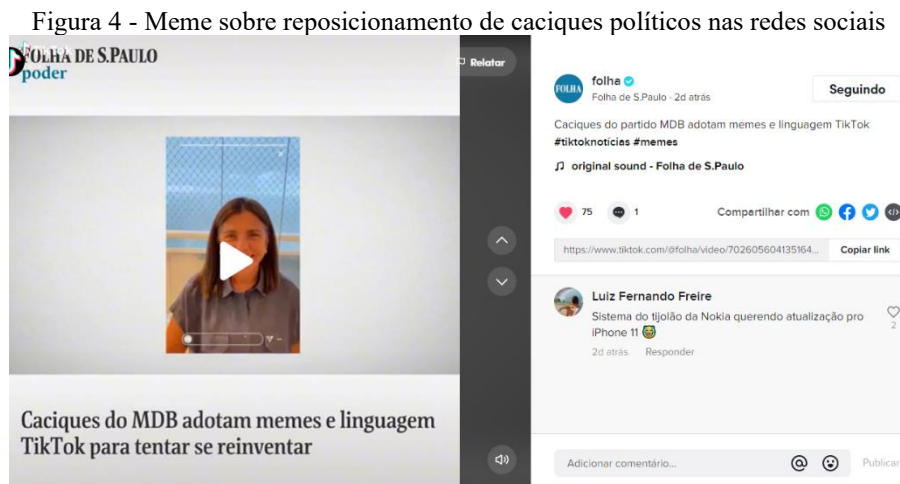 Figura 4 - Meme sobre reposicionamento de caciques políticos nas redes sociais
TikTok
FOLHA DE S.PAULO
poder
Relatar
Caciques do MDB adotam memes e linguagem
TikTok para tentar se reinventar
FOLHA
folha
Folha de S.Paulo · 2d atrás
Seguindo
Caciques do partido MDB adotam memes e linguagem TikTok
#tiktoknotícias #memes
♫ original sound - Folha de S.Paulo
75
1
Compartilhar com
https://www.tiktok.com/@folha/video/702605604135164...
Copiar link
Luiz Fernando Freire
Sistema do tijolão da Nokia querendo atualização pro
iPhone 11 😹
2
2d atrás Responder
Adicionar comentário...
Publicar